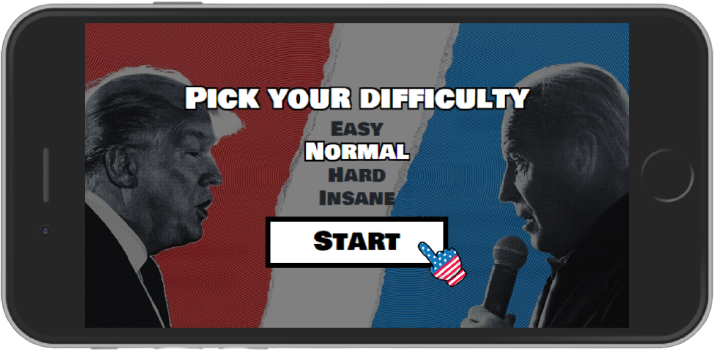 PICK YOUR DIFFICULTY
EASY
NORMAL
HARD
INSANE
START